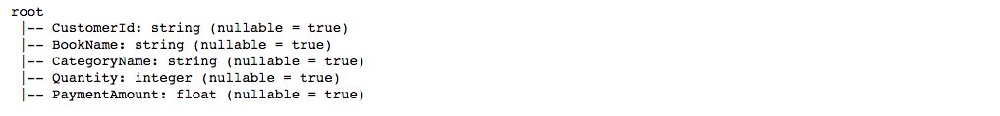 root
 |-- CustomerId: string (nullable = true)
 |-- BookName: string (nullable = true)
 |-- CategoryName: string (nullable = true)
 |-- Quantity: integer (nullable = true)
 |-- PaymentAmount: float (nullable = true)